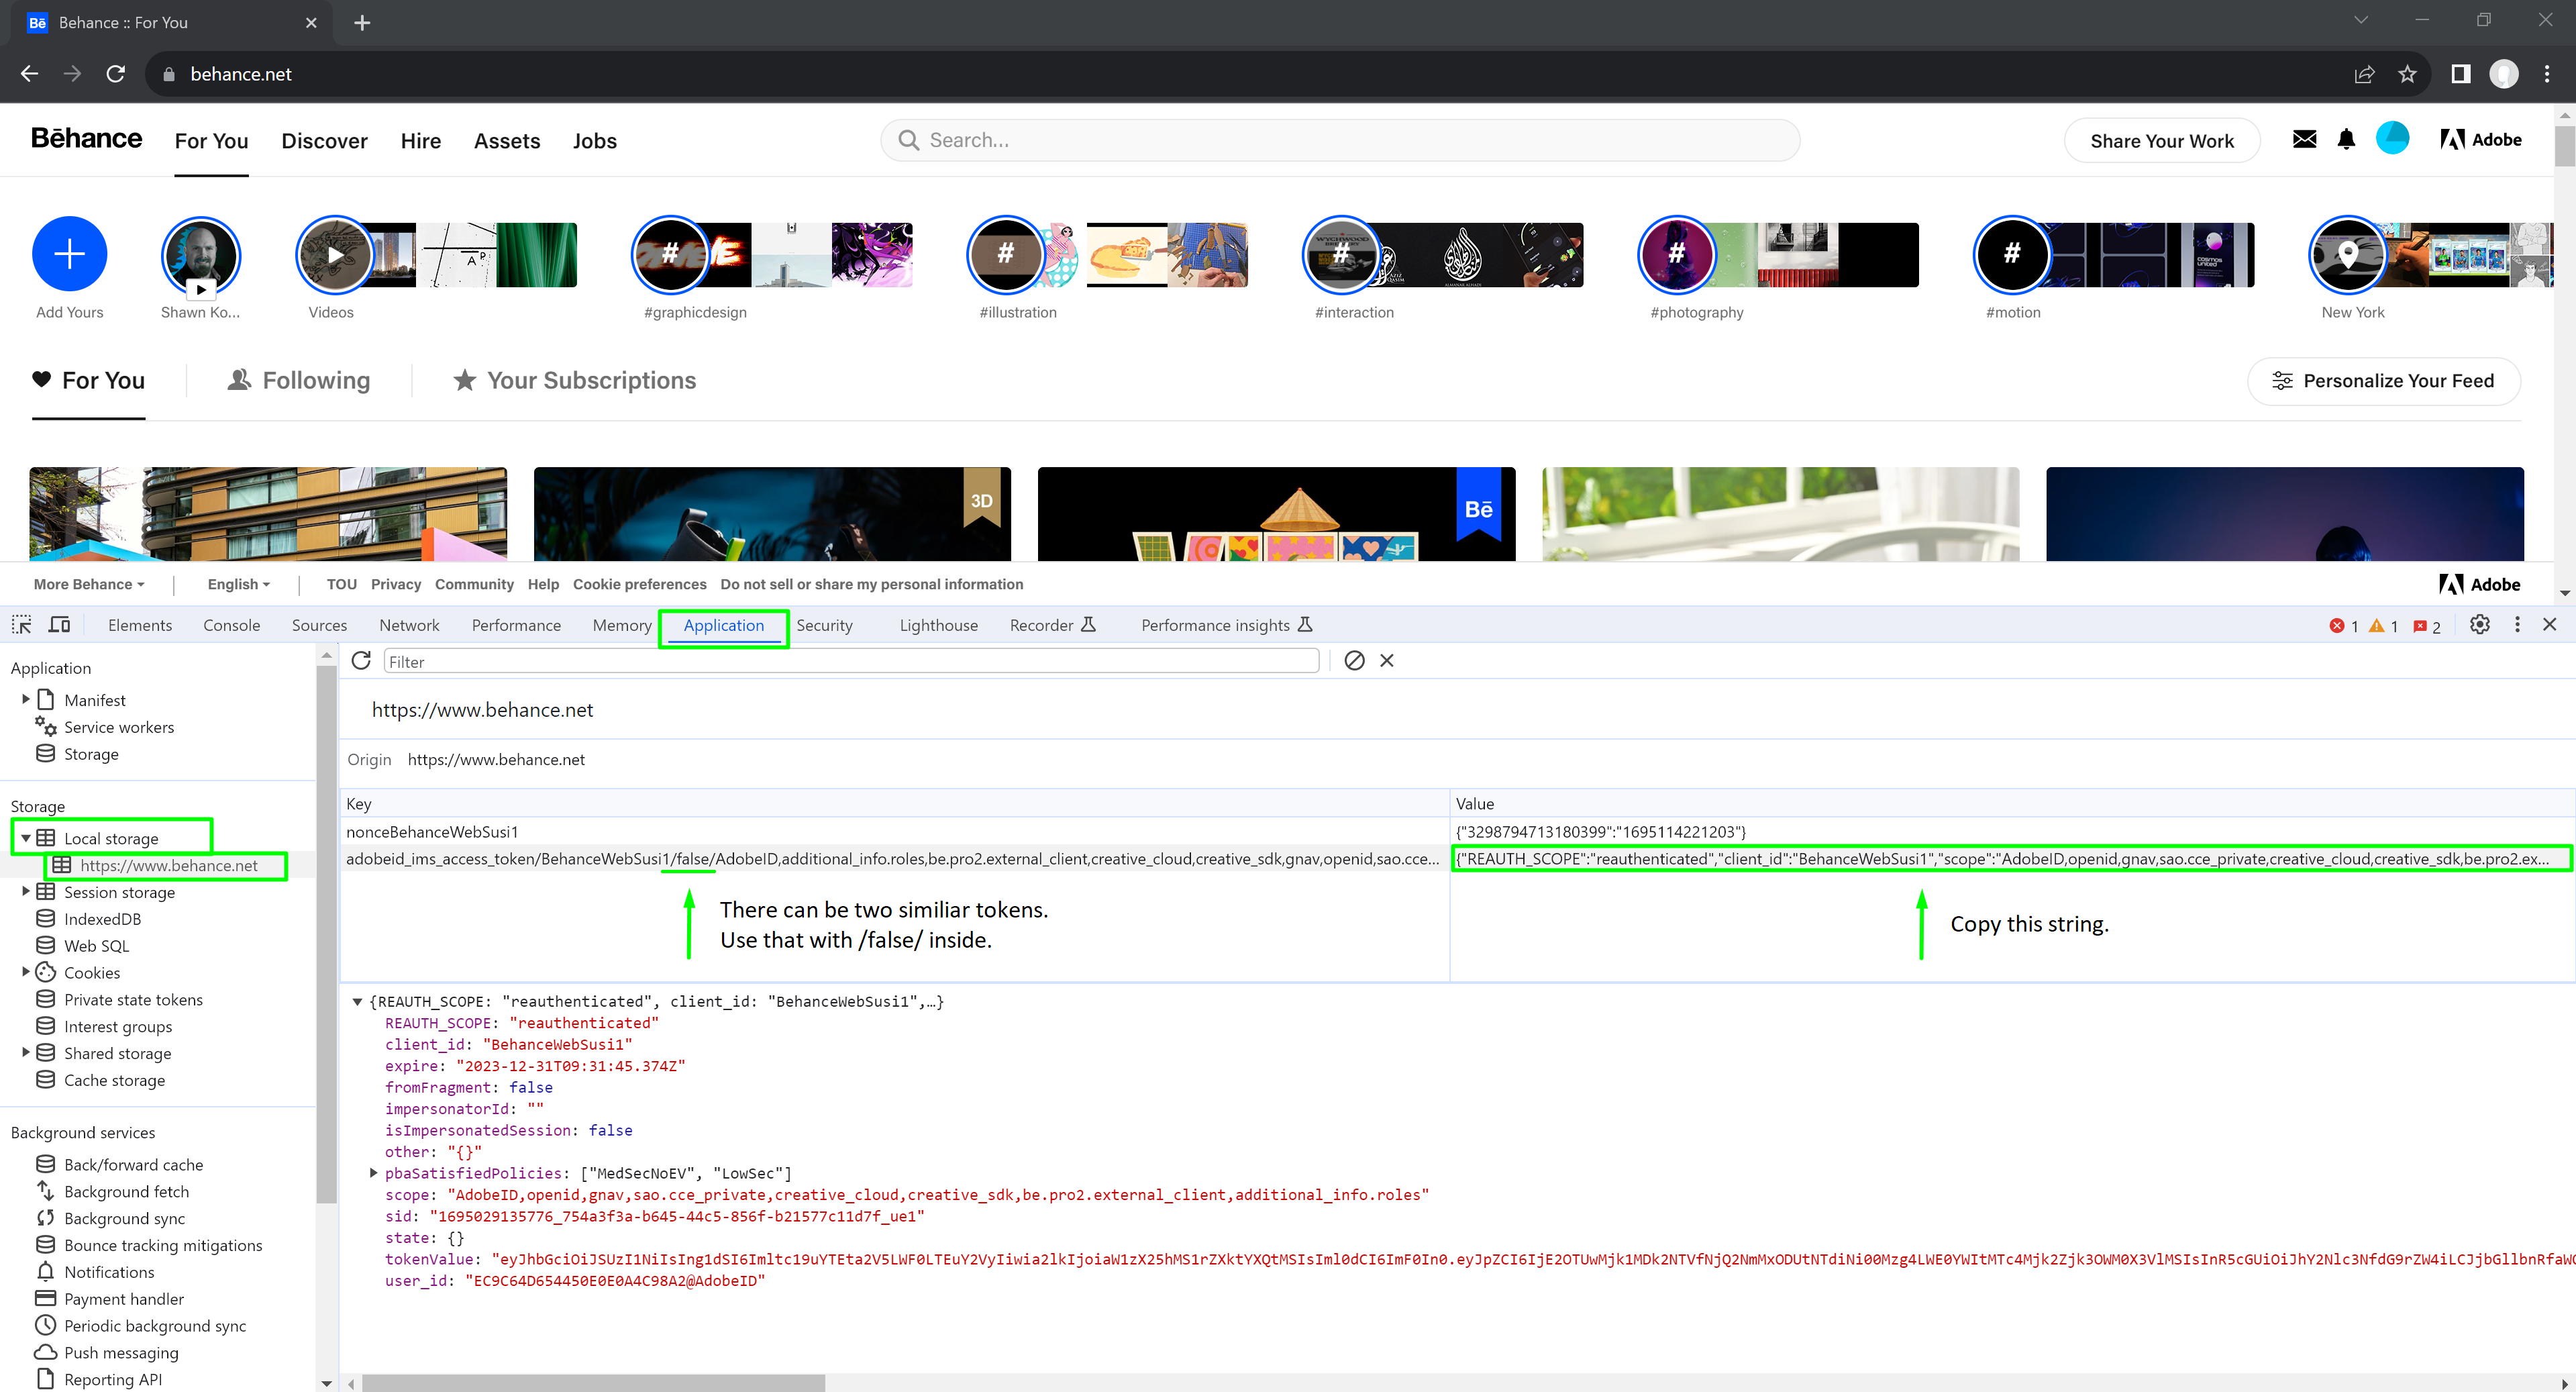 Bē Behance :: For You
behance.net
Bēhance For You Discover Hire Assets Jobs
Search...
Share Your Work
Adobe
Add Yours
Shawn Ko...
Videos
#graphicdesign
#illustration
#interaction
#photography
#motion
New York
For You Following Your Subscriptions
Personalize Your Feed
3D
Bē
More Behance English TOU Privacy Community Help Cookie preferences Do not sell or share my personal information
Adobe
Elements Console Sources Network Performance Memory Application Security Lighthouse Recorder Performance insights 1 1 2
Application
Manifest
Service workers
Storage
Storage
Local storage
https://www.behance.net
Session storage
IndexedDB
Web SQL
Cookies
Private state tokens
Interest groups
Shared storage
Cache storage
Background services
Back/forward cache
Background fetch
Background sync
Bounce tracking mitigations
Notifications
Payment handler
Periodic background sync
Push messaging
Reporting API
Filter
https://www.behance.net
Origin https://www.behance.net
Key Value
nonceBehanceWebSusi1 {"3298794713180399":"1695114221203"}
adobeid_ims_access_token/BehanceWebSusi1/false/AdobeID,additional_info.roles,be.pro2.external_client,creative_cloud,creative_sdk,gnav,openid,sao.cce... {"REAUTH_SCOPE":"reauthenticated","client_id":"BehanceWebSusi1","scope":"AdobeID,openid,gnav,sao.cce_private,creative_cloud,creative_sdk,be.pro2.ex...
There can be two similiar tokens.
Use that with /false/ inside.
Copy this string.
{REAUTH_SCOPE: "reauthenticated", client_id: "BehanceWebSusi1",…}
REAUTH_SCOPE: "reauthenticated"
client_id: "BehanceWebSusi1"
expire: "2023-12-31T09:31:45.374Z"
fromFragment: false
impersonatorId: ""
isImpersonatedSession: false
other: "{}"
pbaSatisfiedPolicies: ["MedSecNoEV", "LowSec"]
scope: "AdobeID,openid,gnav,sao.cce_private,creative_cloud,creative_sdk,be.pro2.external_client,additional_info.roles"
sid: "1695029135776_754a3f3a-b645-44c5-856f-b21577c11d7f_ue1"
state: {}
tokenValue:
user_id: "EC9C64D654450E0E0A4C98A2@AdobeID"